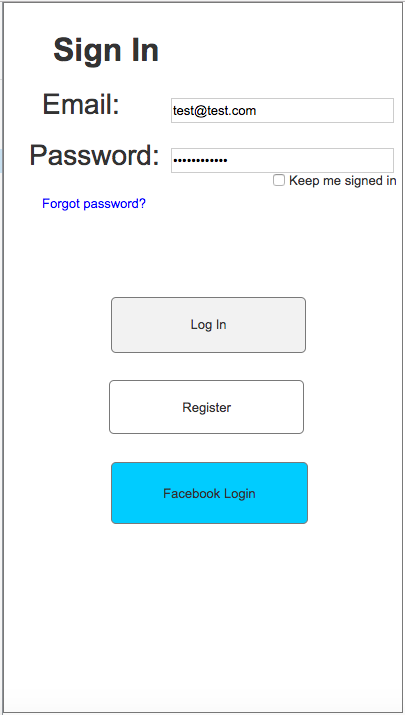 Sign In
Email: test@test.com
Password: ••••••••••••
Keep me signed in
Forgot password?
Log In
Register
Facebook Login